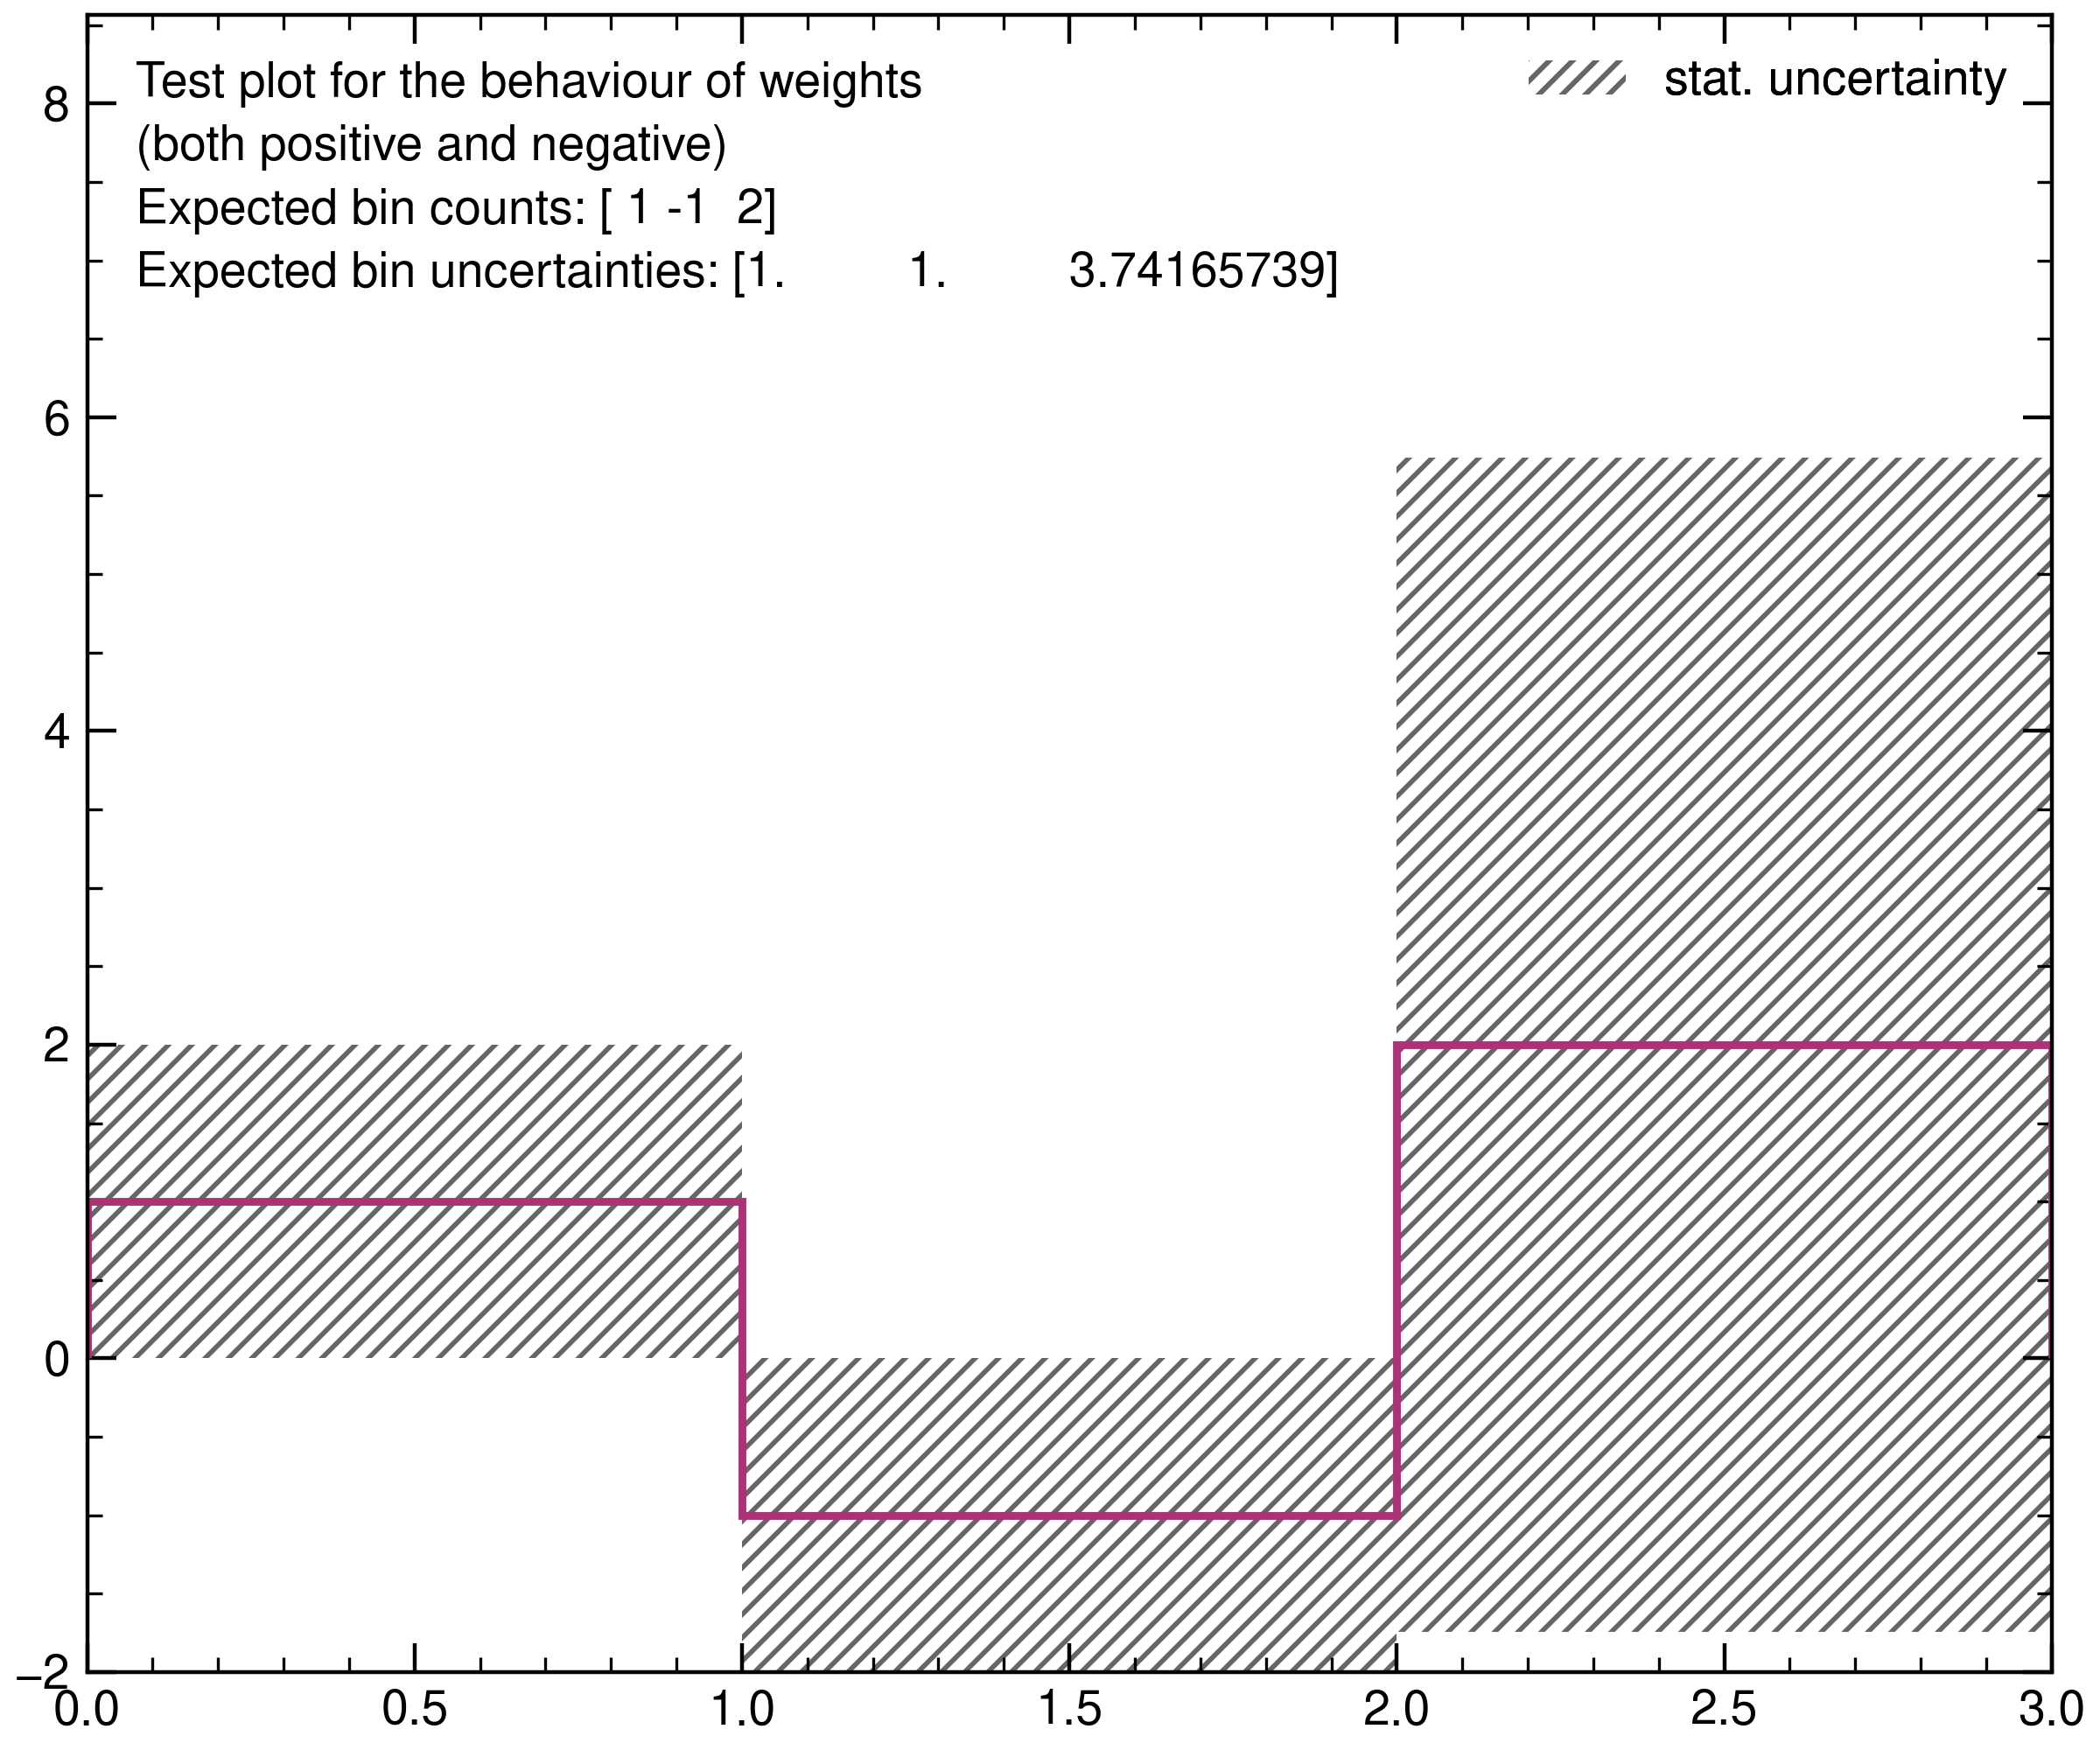 Test plot for the behaviour of weights
(both positive and negative)
Expected bin counts: [ 1 -1  2]
Expected bin uncertainties: [1.         1.         3.74165739]
stat. uncertainty
8
6
4
2
0
−2
0.0 0.5 1.0 1.5 2.0 2.5 3.0